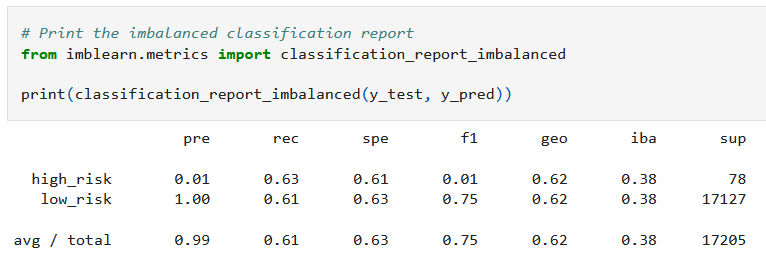 # Print the imbalanced classification report
from imblearn.metrics import classification_report_imbalanced
print(classification_report_imbalanced(y_test, y_pred))
pre rec spe f1 geo iba sup
high_risk 0.01 0.63 0.61 0.01 0.62 0.38 78
low_risk 1.00 0.61 0.63 0.75 0.62 0.38 17127
avg / total 0.99 0.61 0.63 0.75 0.62 0.38 17205